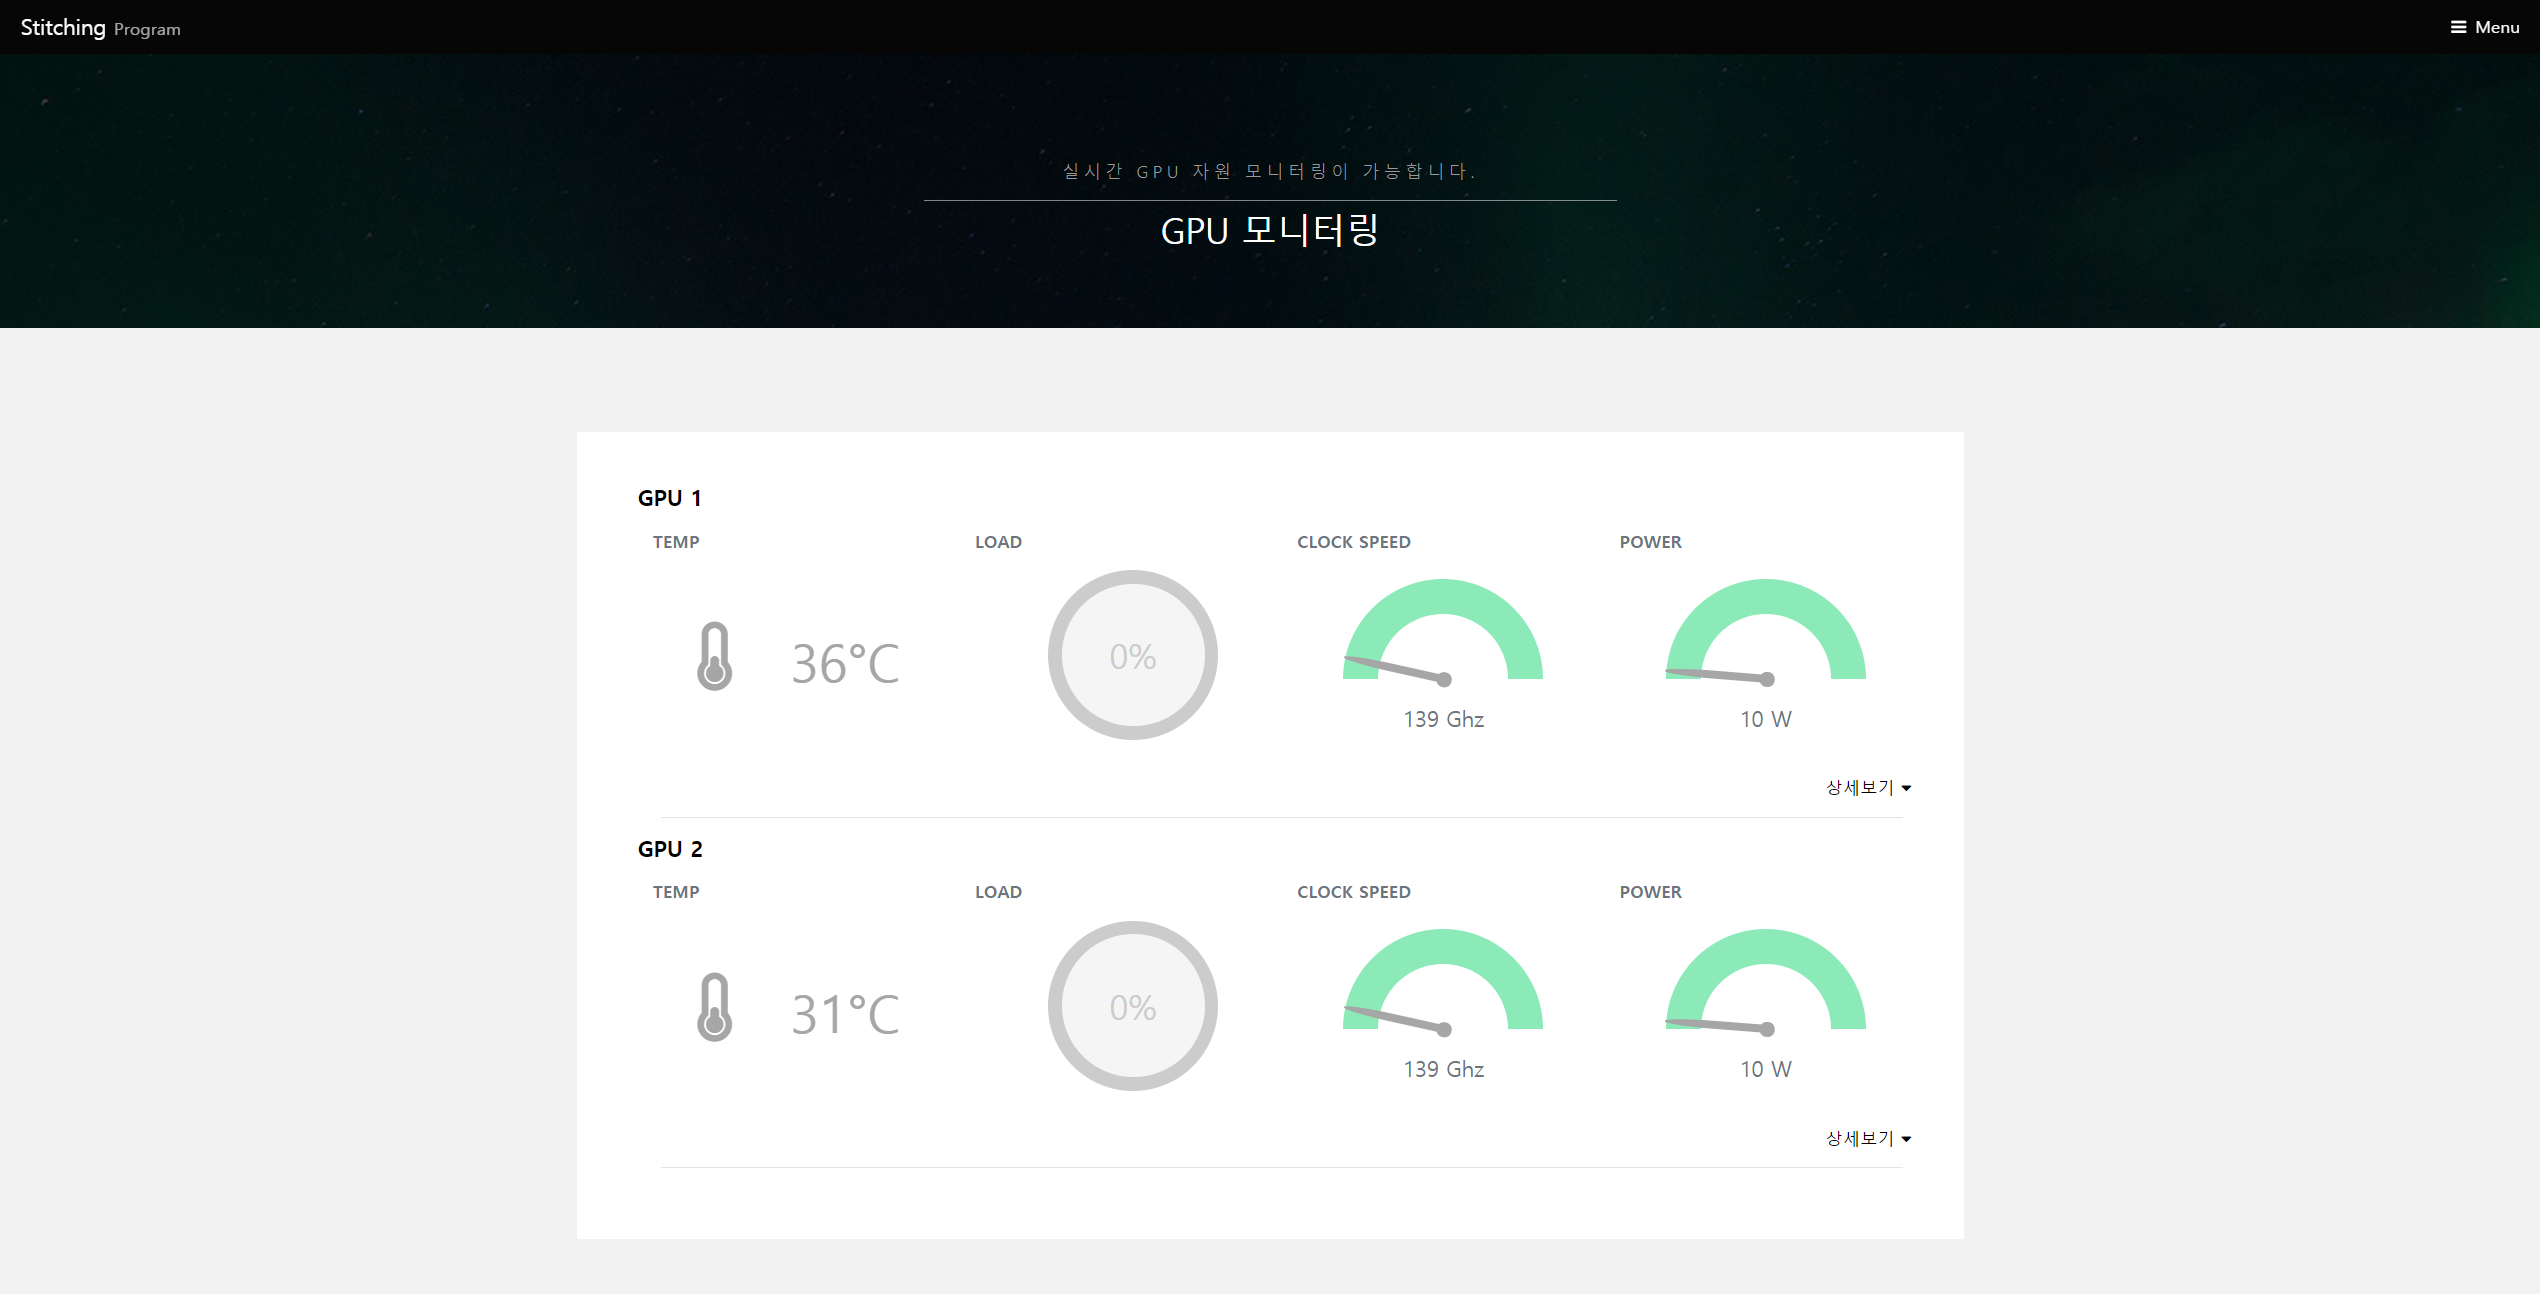 Stitching Program
Menu
실시간 GPU 자원 모니터링이 가능합니다.
GPU 모니터링
GPU 1
TEMP LOAD CLOCK SPEED POWER
36°C 0%
139 Ghz 10 W
상세보기
GPU 2
TEMP LOAD CLOCK SPEED POWER
31°C 0%
139 Ghz 10 W
상세보기